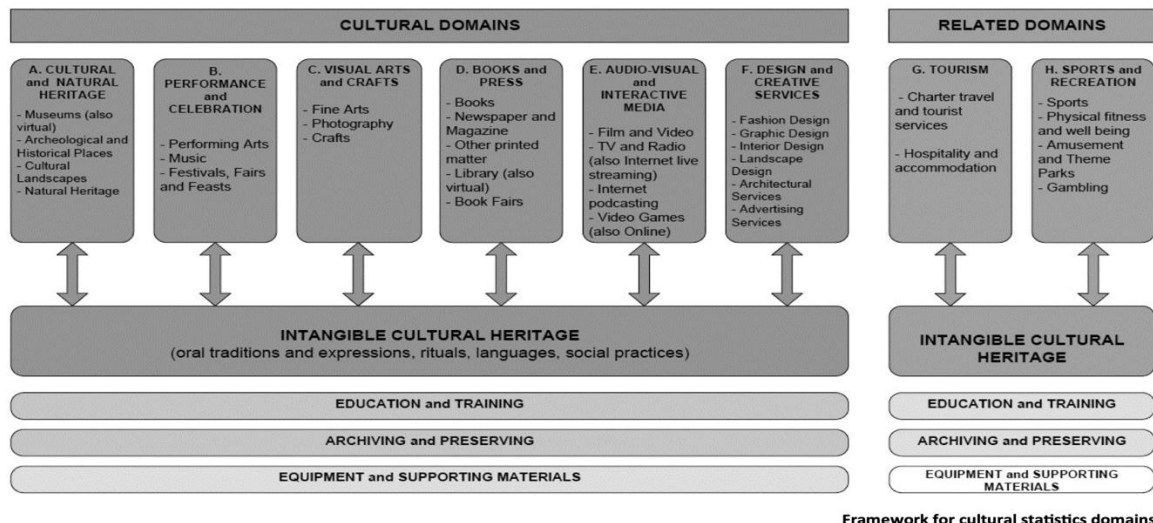 CULTURAL DOMAINS
A. CULTURAL
and NATURAL
HERITAGE
- Museums (also
virtual)
- Archeological and
Historical Places
- Cultural
Landscapes
- Natural Heritage
B.
PERFORMANCE
and
CELEBRATION
- Performing Arts
- Music
- Festivals, Fairs
and Feasts
C. VISUAL ARTS
and CRAFTS
- Fine Arts
- Photography
- Crafts
D. BOOKS and
PRESS
- Books
- Newspaper and
Magazine
- Other printed
matter
- Library (also
virtual)
- Book Fairs
E. AUDIO-VISUAL
and
INTERACTIVE
MEDIA
- Film and Video
- TV and Radio
(also Internet live
streaming)
- Internet
podcasting
- Video Games
(also Online)
F. DESIGN and
CREATIVE
SERVICES
- Fashion Design
- Graphic Design
- Interior Design
- Landscape
Design
- Architectural
Services
- Advertising
Services
INTANGIBLE CULTURAL HERITAGE
(oral traditions and expressions, rituals, languages, social practices)
EDUCATION and TRAINING
ARCHIVING and PRESERVING
EQUIPMENT and SUPPORTING MATERIALS
RELATED DOMAINS
G. TOURISM
- Charter travel
and tourist
services
- Hospitality and
accommodation
H. SPORTS and
RECREATION
- Sports
- Physical fitness
and well being
- Amusement and
Theme
Parks
- Gambling
INTANGIBLE CULTURAL
HERITAGE
EDUCATION and TRAINING
ARCHIVING and PRESERVING
EQUIPMENT and SUPPORTING
MATERIALS
Framework for cultural statistics domains